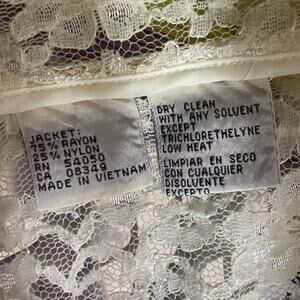 JACKET:
75% RAYON
25% NYLON
RN 54050
CA 08349
MADE IN VIETNAM
DRY CLEAN
WITH ANY SOLVENT
EXCEPT
TRICHLORETHELYNE
LOW HEAT
LIMPIAR EN SECO
CON CUALQUIER
DISOLUENTE
EXCEPTO